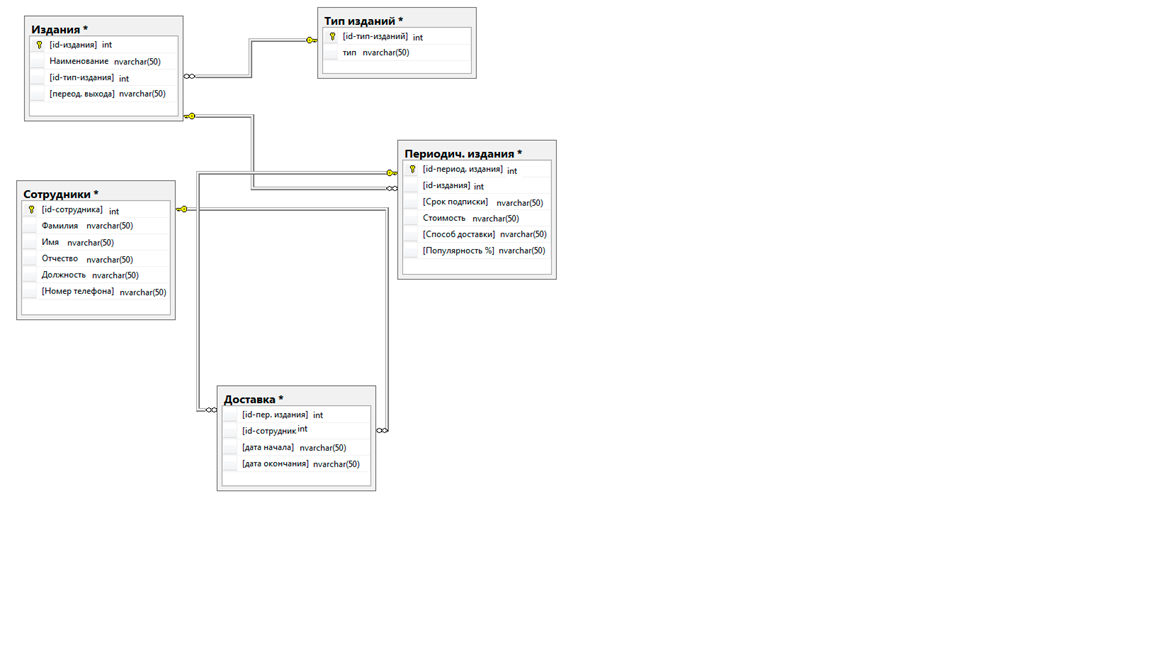 Издания *
[id-издания] int
Наименование nvarchar(50)
[id-тип-издания] int
[переод. выхода] nvarchar(50)
Тип изданий *
[id-тип-изданий] int
тип nvarchar(50)
Периодич. издания *
[id-период. издания] int
[id-издания] int
[Срок подписки] nvarchar(50)
Стоимость nvarchar(50)
[Способ доставки] nvarchar(50)
[Популярность %] nvarchar(50)
Сотрудники *
[id-сотрудника] int
Фамилия nvarchar(50)
Имя nvarchar(50)
Отчество nvarchar(50)
Должность nvarchar(50)
[Номер телефона] nvarchar(50)
Доставка *
[id-пер. издания] int
[id-сотрудник int
[дата начала] nvarchar(50)
[дата окончания] nvarchar(50)